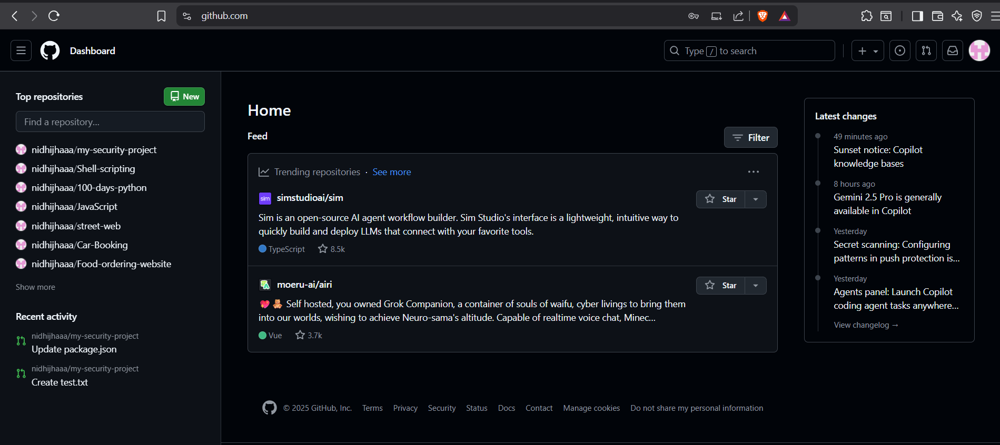 github.com
Dashboard
Type / to search
Top repositories
New
Find a repository...
nidhijhaaa/my-security-project
nidhijhaaa/Shell-scripting
nidhijhaaa/100-days-python
nidhijhaaa/JavaScript
nidhijhaaa/street-web
nidhijhaaa/Car-Booking
nidhijhaaa/Food-ordering-website
Show more
Recent activity
nidhijhaaa/my-security-project
Update package.json
nidhijhaaa/my-security-project
Create test.txt
Home
Feed
Filter
Trending repositories · See more
sim
simstudioai/sim
Star
Sim is an open-source AI agent workflow builder. Sim Studio's interface is a lightweight, intuitive way to
quickly build and deploy LLMs that connect with your favorite tools.
TypeScript 8.5k
moeru-ai/airi
Star
💖 🧸 Self hosted, you owned Grok Companion, a container of souls of waifu, cyber livings to bring them
into our worlds, wishing to achieve Neuro-sama's altitude. Capable of realtime voice chat, Minec...
Vue 3.7k
Latest changes
49 minutes ago
Sunset notice: Copilot
knowledge bases
8 hours ago
Gemini 2.5 Pro is generally
available in Copilot
Yesterday
Secret scanning: Configuring
patterns in push protection is...
Yesterday
Agents panel: Launch Copilot
coding agent tasks anywhere...
View changelog →
© 2025 GitHub, Inc. Terms Privacy Security Status Docs Contact Manage cookies Do not share my personal information